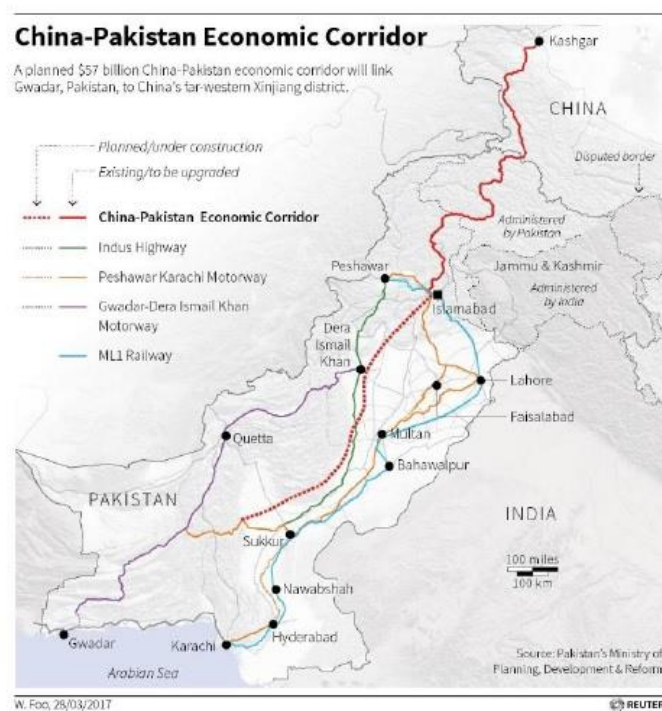 China-Pakistan Economic Corridor
A planned $57 billion China-Pakistan economic corridor will link
Gwadar, Pakistan, to China's far-western Xinjiang district.
Kashgar
CHINA
Planned/under construction
Existing/to be upgraded
Disputed border
China-Pakistan Economic Corridor
Indus Highway
Peshawar Karachi Motorway
Gwadar-Dera Ismail Khan
Motorway
ML1 Railway
Administered
by Pakistan
Peshawar
Jammu & Kashmir
Administered
by India
Islamabad
Dera
Ismail
Khan
Lahore
Faisalabad
Quetta
Multan
Bahawalpur
PAKISTAN
INDIA
Sukkur
100 miles
100 km
Nawabshah
Hyderabad
Gwadar
Karachi
Arabian Sea
Source: Pakistan's Ministry of
Planning, Development & Reform
W. Foo, 28/03/2017
REUTER